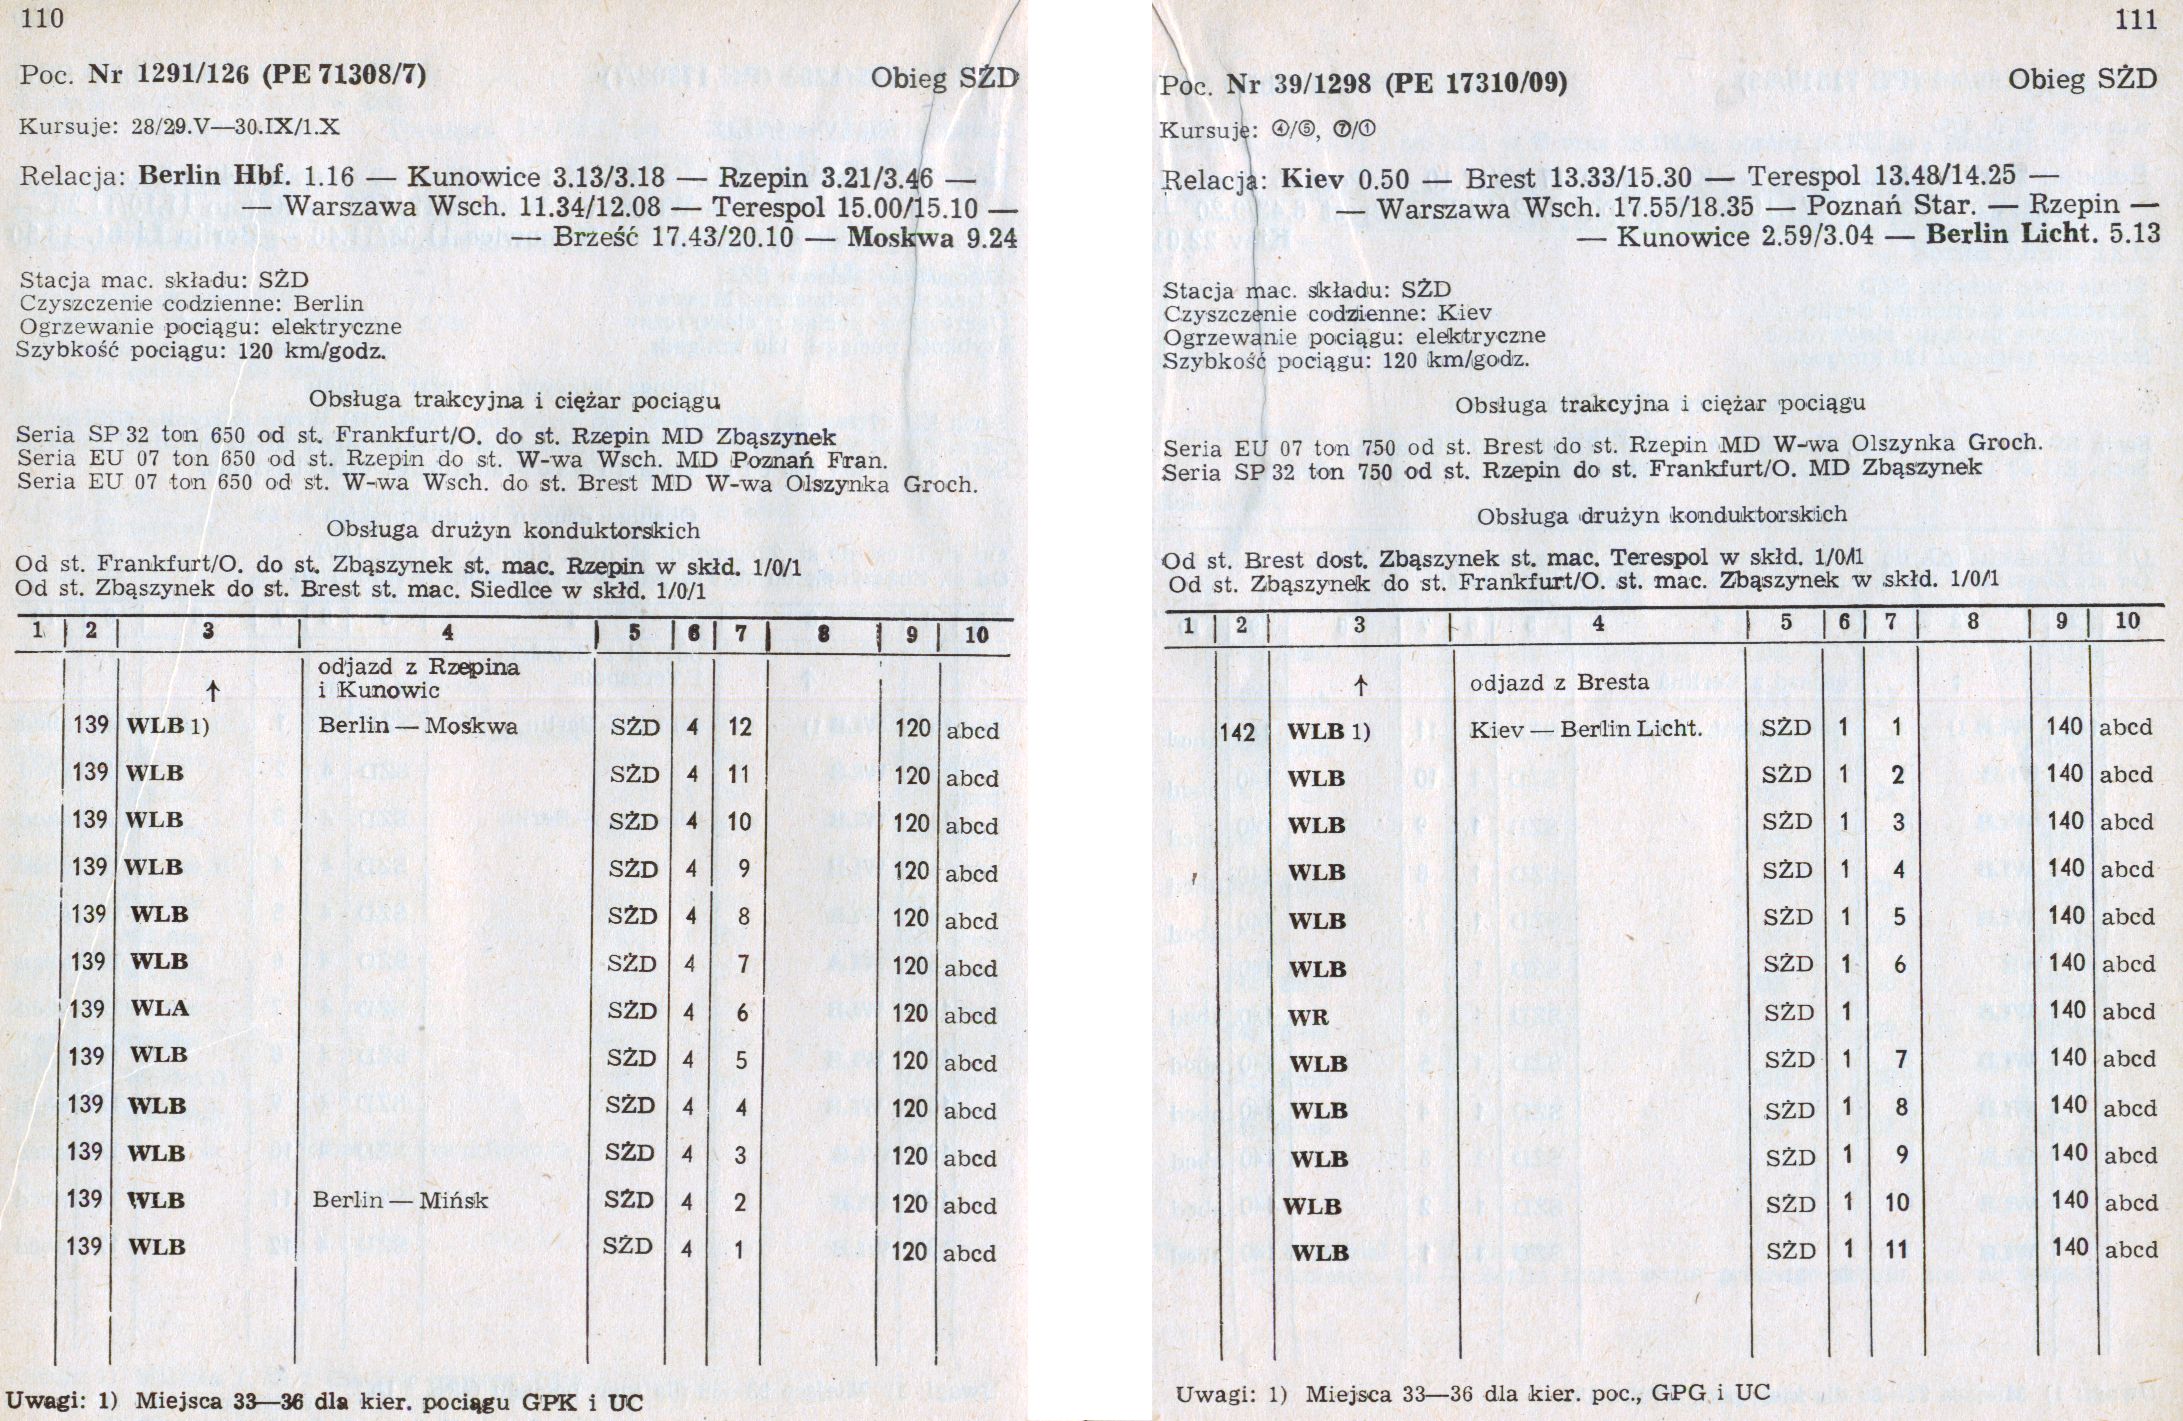 110
Poc. Nr 1291/126 (PE 71308/7) Obieg SŻD
Kursuje: 28/29.V—30.IX/1.X
Relacja: Berlin Hbf. 1.16 — Kunowice 3.13/3.18 — Rzepin 3.21/3.46 —
— Warszawa Wsch. 11.34/12.08 — Terespol 15.00/15.10 —
— Brześć 17.43/20.10 — Moskwa 9.24
Stacja mac. składu: SŻD
Czyszczenie codzienne: Berlin
Ogrzewanie pociągu: elektryczne
Szybkość pociągu: 120 km/godz.
Obsługa trakcyjna i ciężar pociągu
Seria SP 32 ton 650 od st. Frankfurt/O. do st. Rzepin MD Zbąszynek
Seria EU 07 ton 650 od st. Rzepin do st. W-wa Wsch. MD Poznań Fran.
Seria EU 07 ton 650 od st. W-wa Wsch. do st. Brest MD W-wa Olszynka Groch.
Obsługa drużyn konduktorskich
Od st. Frankfurt/O. do st. Zbąszynek st. mac. Rzepin w skłd. 1/0/1
Od st. Zbąszynek do st. Brest st. mac. Siedlce w skłd. 1/0/1
1 2 3 4 5 6 7 8 9 10
odjazd z Rzepina
↑ i Kunowic
139 WLB 1) Berlin — Moskwa SŻD 4 12 120 abcd
139 WLB SŻD 4 11 120 abcd
139 WLB SŻD 4 10 120 abcd
139 WLB SŻD 4 9 120 abcd
139 WLB SŻD 4 8 120 abcd
139 WLB SŻD 4 7 120 abcd
139 WLA SŻD 4 6 120 abcd
139 WLB SŻD 4 5 120 abcd
139 WLB SŻD 4 4 120 abcd
139 WLB SŻD 4 3 120 abcd
139 WLB Berlin — Mińsk SŻD 4 2 120 abcd
139 WLB SŻD 4 1 120 abcd
Uwagi: 1) Miejsca 33—36 dla kier. pociągu GPK i UC
111
Poc. Nr 39/1298 (PE 17310/09) Obieg SŻD
Kursuje: ④/⑤, ⑦/①
Relacja: Kiev 0.50 — Brest 13.33/15.30 — Terespol 13.48/14.25 —
— Warszawa Wsch. 17.55/18.35 — Poznań Star. — Rzepin —
— Kunowice 2.59/3.04 — Berlin Licht. 5.13
Stacja mac. składu: SŻD
Czyszczenie codzienne: Kiev
Ogrzewanie pociągu: elektryczne
Szybkość pociągu: 120 km/godz.
Obsługa trakcyjna i ciężar pociągu
Seria EU 07 ton 750 od st. Brest do st. Rzepin MD W-wa Olszynka Groch.
Seria SP 32 ton 750 od st. Rzepin do st. Frankfurt/O. MD Zbąszynek
Obsługa drużyn konduktorskich
Od st. Brest dost. Zbąszynek st. mac. Terespol w skłd. 1/0/1
Od st. Zbąszynek do st. Frankfurt/O. st. mac. Zbąszynek w skłd. 1/0/1
1 2 3 4 5 6 7 8 9 10
↑ odjazd z Bresta
142 WLB 1) Kiev — Berlin Licht. SŻD 1 1 140 abcd
WLB SŻD 1 2 140 abcd
WLB SŻD 1 3 140 abcd
WLB SŻD 1 4 140 abcd
WLB SŻD 1 5 140 abcd
WLB SŻD 1 6 140 abcd
WR SŻD 1 140 abcd
WLB SŻD 1 7 140 abcd
WLB SŻD 1 8 140 abcd
WLB SŻD 1 9 140 abcd
WLB SŻD 1 10 140 abcd
WLB SŻD 1 11 140 abcd
Uwagi: 1) Miejsca 33—36 dla kier. poc., GPG i UC